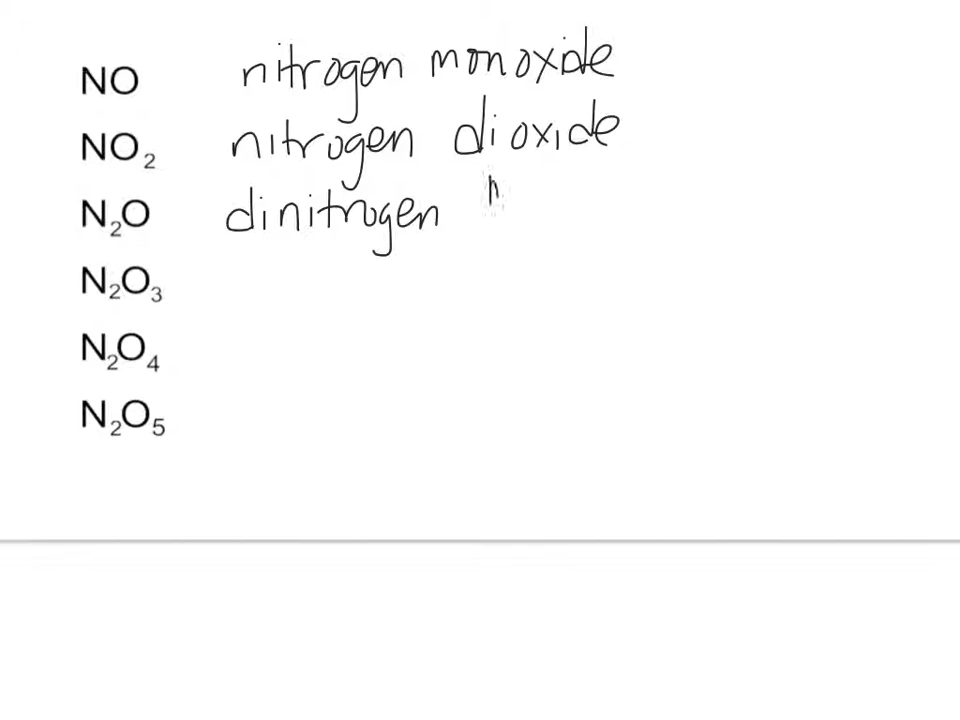 NO nitrogen monoxide
NO₂ nitrogen dioxide
N₂O dinitrogen
N₂O₃
N₂O₄
N₂O₅